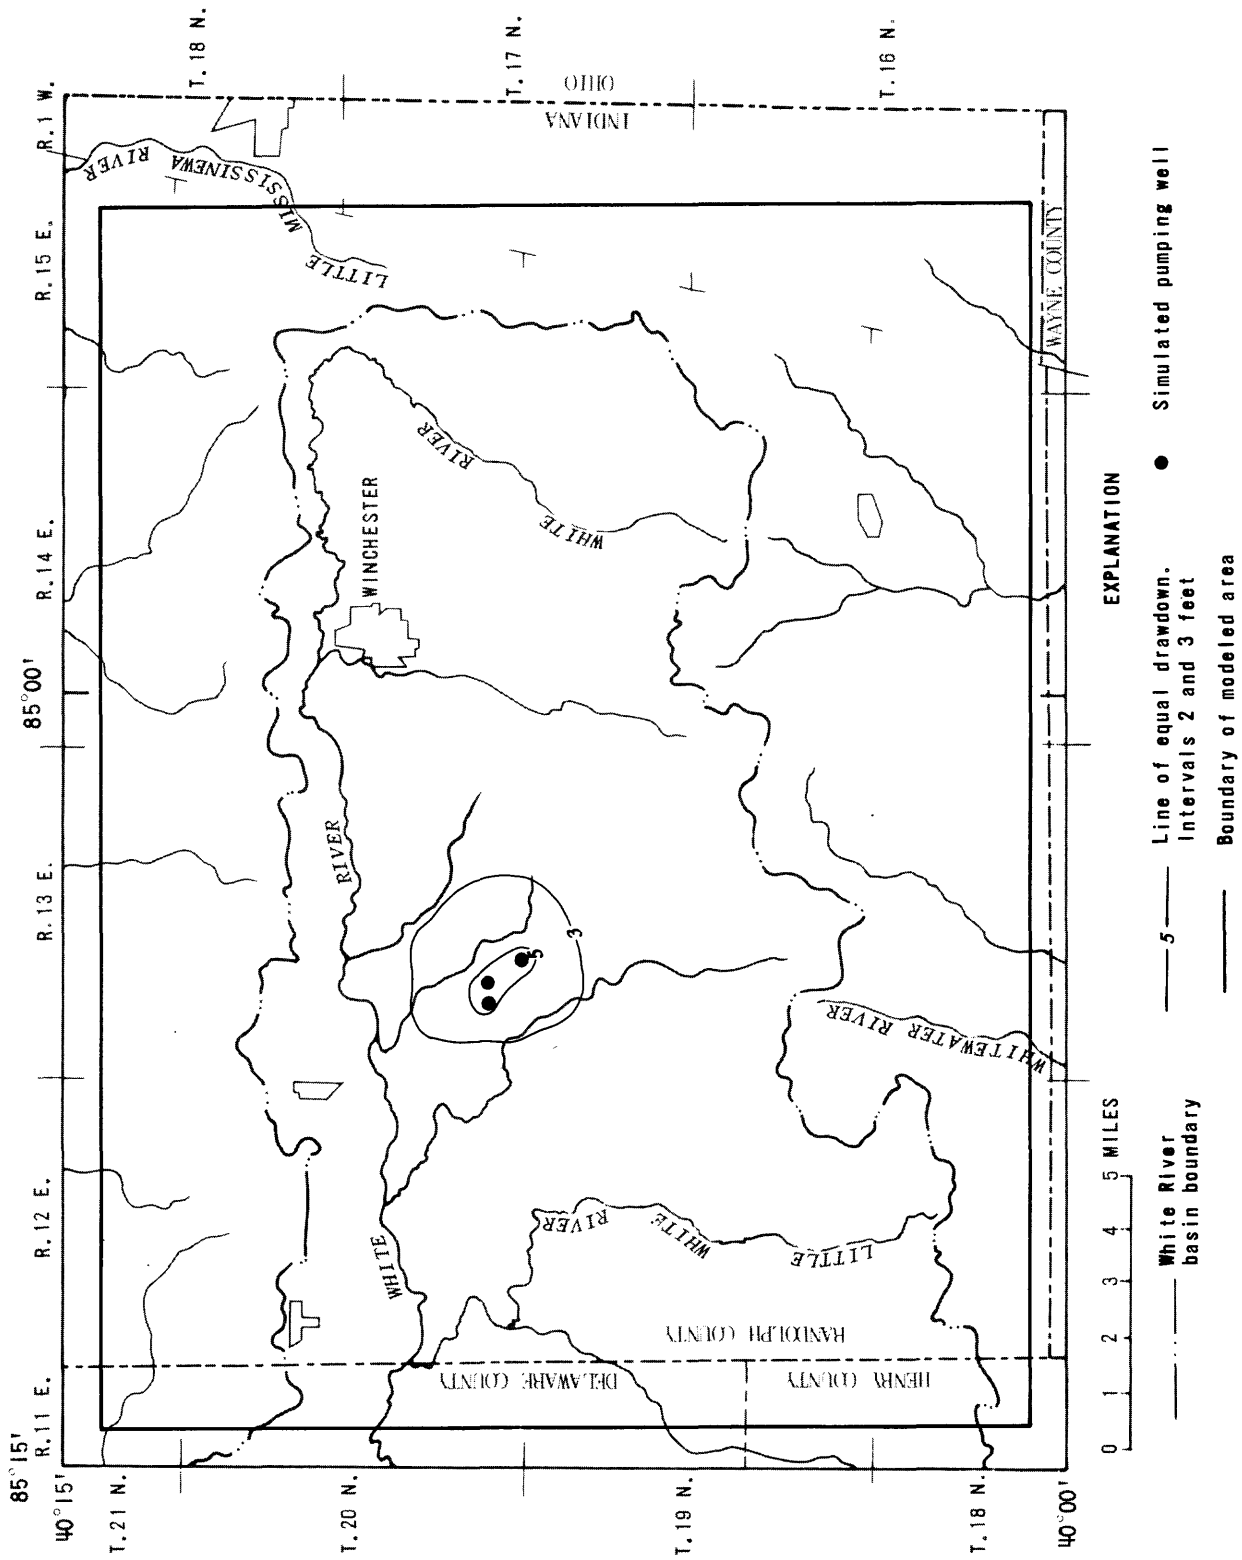 85°15'
R.11 E.
R.12 E.
R.13 E.
85°00'
R.14 E.
R.15 E.
R.1 W.
40°15'
T.21 N.
T.20 N.
T.19 N.
T.18 N.
40°00'
T.18 N.
T.17 N.
T.16 N.
LITTLE MISSISSINEWA RIVER
INDIANA
OHIO
WINCHESTER
WHITE RIVER
WHITE RIVER
3
5
LITTLE WHITE RIVER
WHITEWATER RIVER
DELAWARE COUNTY
HENRY COUNTY
RANDOLPH COUNTY
WAYNE COUNTY
0 1 2 3 4 5 MILES
EXPLANATION
White River
basin boundary
5
Line of equal drawdown.
Intervals 2 and 3 feet
Simulated pumping well
Boundary of modeled area